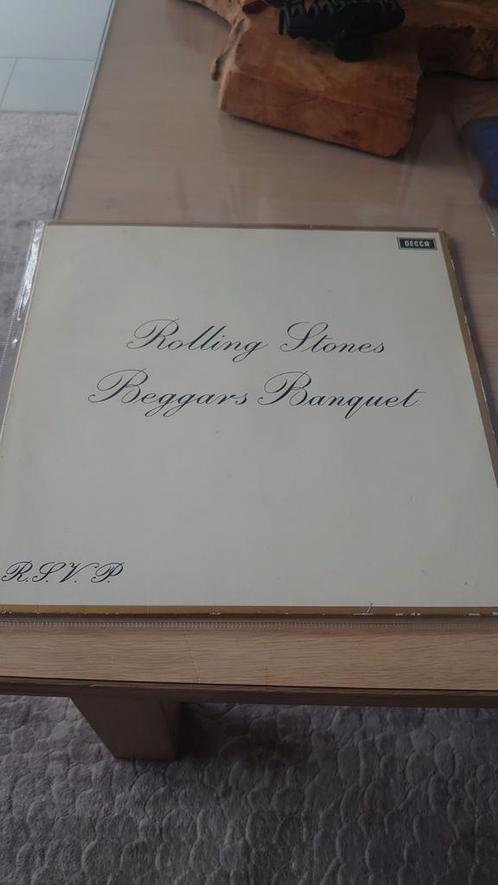 DECCA
Rolling Stones
Beggars Banquet
R.S.V.P.